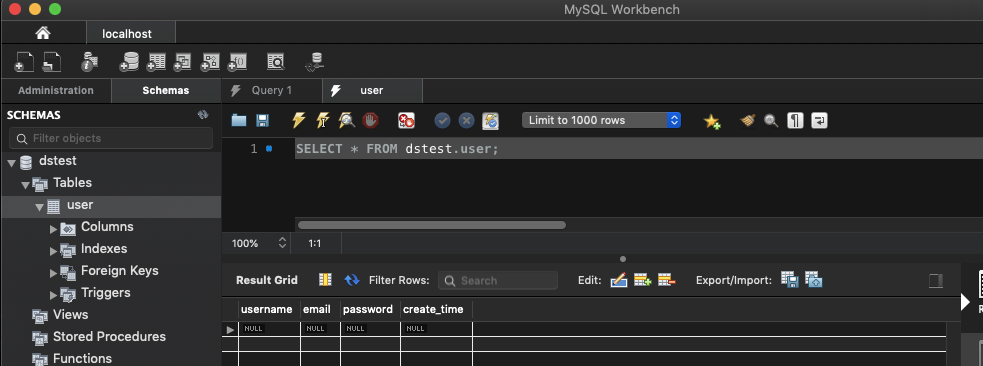 MySQL Workbench
localhost
Administration
Schemas
Query 1
user
SCHEMAS
Filter objects
dstest
Tables
user
Columns
Indexes
Foreign Keys
Triggers
Views
Stored Procedures
Functions
Limit to 1000 rows
1
SELECT * FROM dstest.user;
100%
1:1
Result Grid
Filter Rows:
Search
Edit:
Export/Import:
username email password create_time
NULL NULL NULL NULL